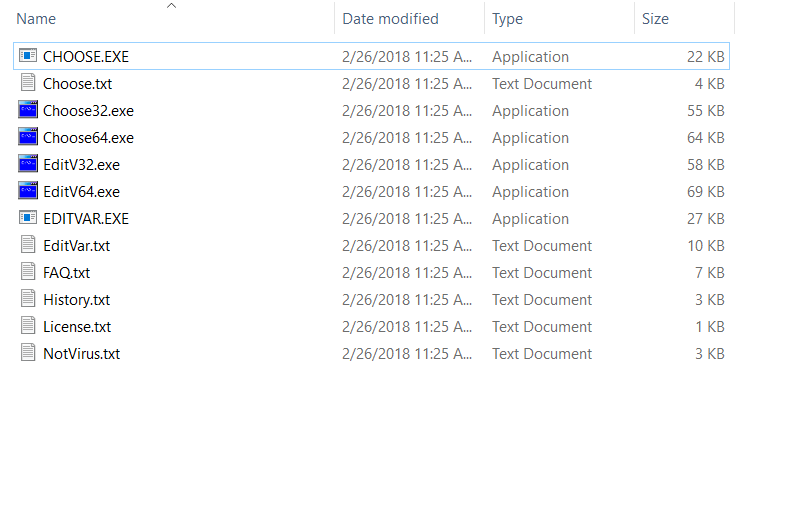 Name Date modified Type Size
CHOOSE.EXE 2/26/2018 11:25 A... Application 22 KB
Choose.txt 2/26/2018 11:25 A... Text Document 4 KB
Choose32.exe 2/26/2018 11:25 A... Application 55 KB
Choose64.exe 2/26/2018 11:25 A... Application 64 KB
EditV32.exe 2/26/2018 11:25 A... Application 58 KB
EditV64.exe 2/26/2018 11:25 A... Application 69 KB
EDITVAR.EXE 2/26/2018 11:25 A... Application 27 KB
EditVar.txt 2/26/2018 11:25 A... Text Document 10 KB
FAQ.txt 2/26/2018 11:25 A... Text Document 7 KB
History.txt 2/26/2018 11:25 A... Text Document 3 KB
License.txt 2/26/2018 11:25 A... Text Document 1 KB
NotVirus.txt 2/26/2018 11:25 A... Text Document 3 KB